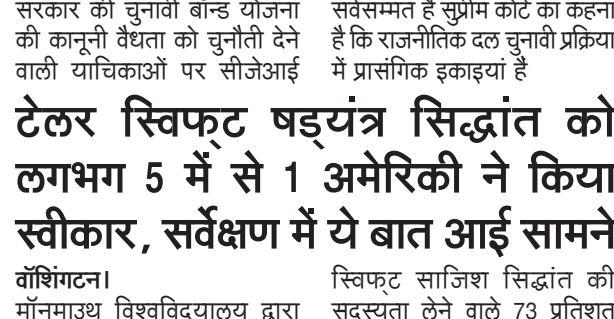 सरकार की चुनावी बॉन्ड योजना
की कानूनी वैधता को चुनौती देने
वाली याचिकाओं पर सीजेआई
सर्वसम्मत हैं सुप्रीम कोर्ट का कहना
है कि राजनीतिक दल चुनावी प्रक्रिया
में प्रासंगिक इकाइयां हैं
टेलर स्विफ्ट षड्यंत्र सिद्धांत को
लगभग 5 में से 1 अमेरिकी ने किया
स्वीकार, सर्वेक्षण में ये बात आई सामने
वॉशिंगटन।
मॉनमाउथ विश्वविद्यालय द्वारा
स्विफ्ट साजिश सिद्धांत की
सदस्यता लेने वाले 73 प्रतिशत